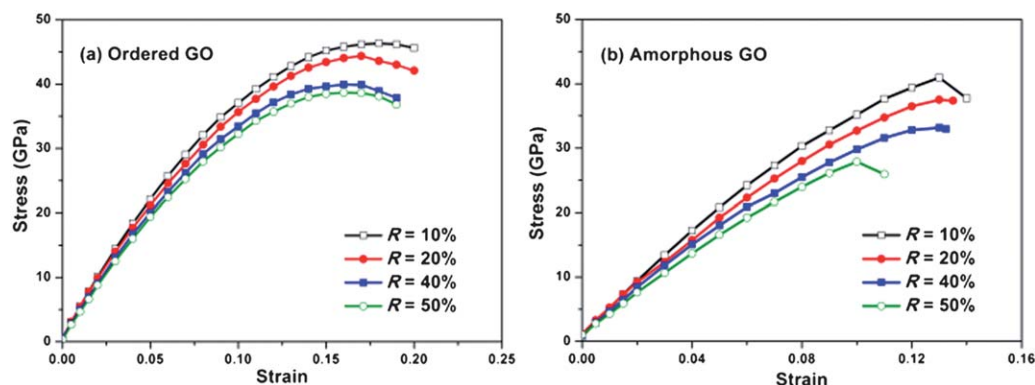 (a) Ordered GO
Stress (GPa)
50
40
30
20
10
0
R = 10%
R = 20%
R = 40%
R = 50%
0.00 0.05 0.10 0.15 0.20 0.25
Strain
(b) Amorphous GO
Stress (GPa)
50
40
30
20
10
0
R = 10%
R = 20%
R = 40%
R = 50%
0.00 0.04 0.08 0.12 0.16
Strain